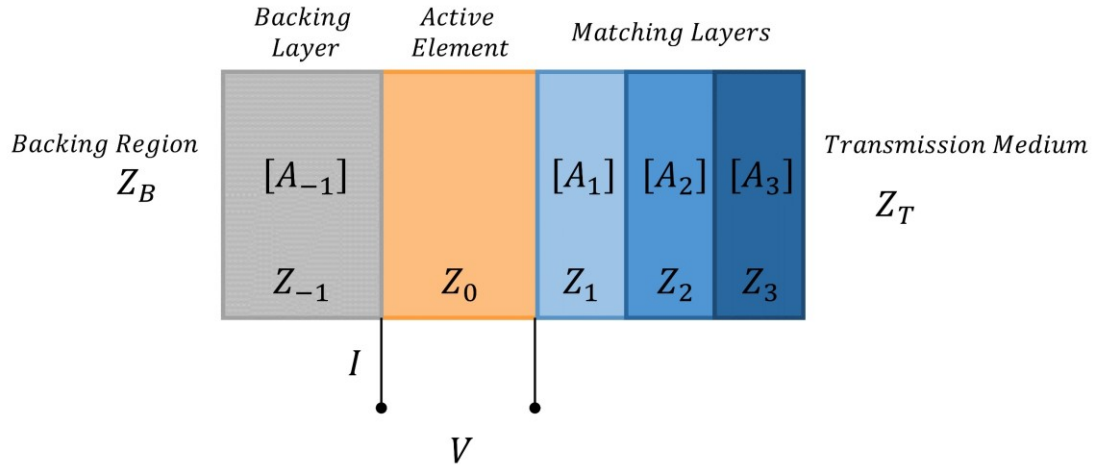 Backing
Layer
Active
Element
Matching Layers
Backing Region
Z_B
[A_{-1}]
[A_1]
[A_2]
[A_3]
Transmission Medium
Z_T
Z_{-1}
Z_0
Z_1
Z_2
Z_3
I
V